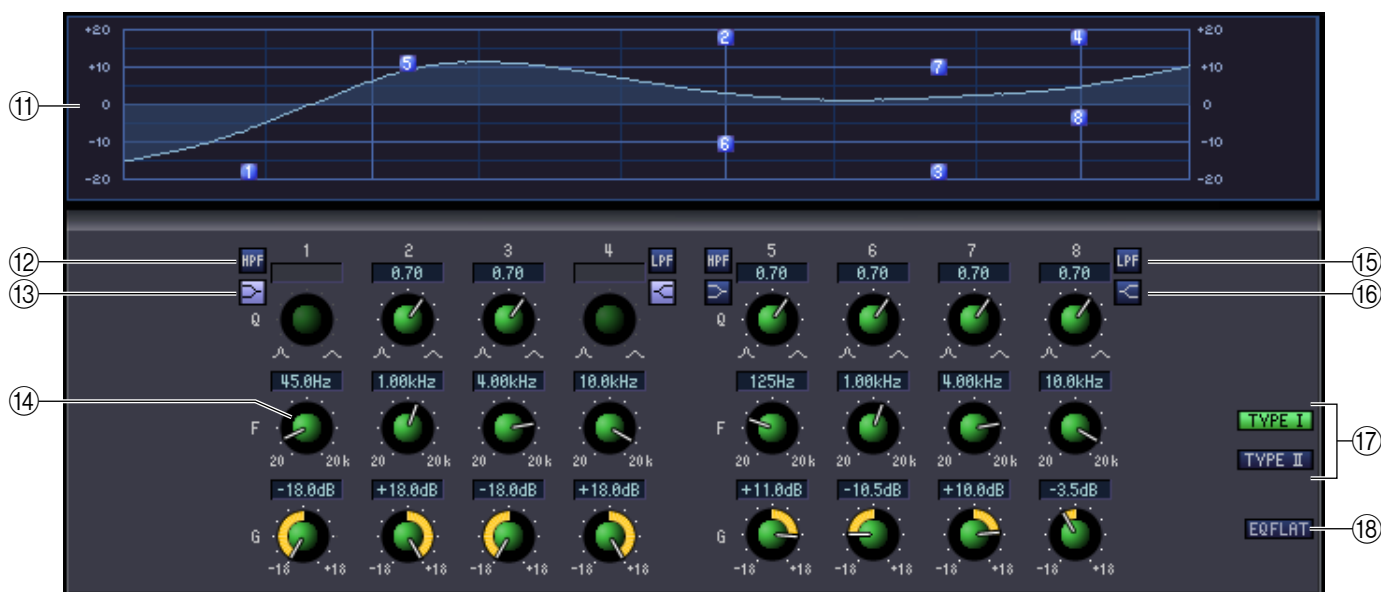 +20 +20
2 4
+10 5 7 +10
⑪ 0 0
8
-10 6 -10
1 3
-20 -20
⑫ HPF 1 2 3 4 LPF HPF 5 6 7 8 LPF ⑮
0.70 0.70 0.70 0.70 0.70 0.70
⑬ ⑯
Q Q
45.0Hz 1.00kHz 4.00kHz 10.0kHz 125Hz 1.00kHz 4.00kHz 10.0kHz
⑭ F F TYPE I
⑰
20 20k 20 20k 20 20k 20 20k 20 20k 20 20k 20 20k 20 20k TYPE II
-18.0dB +18.0dB -18.0dB +18.0dB +11.0dB -10.5dB +10.0dB -3.5dB
G G EQFLAT ⑱
-18 +18 -18 +18 -18 +18 -18 +18 -18 +18 -18 +18 -18 +18 -18 +18